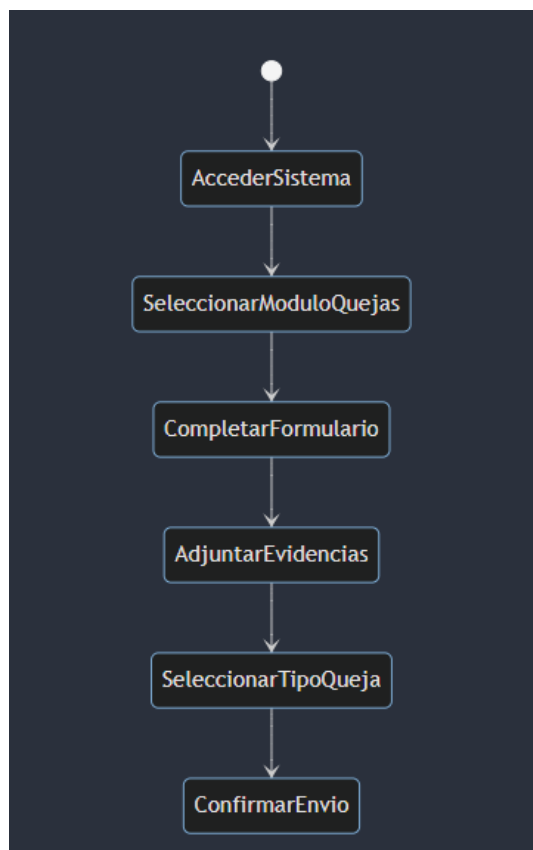 AccederSistema
SeleccionarModuloQuejas
CompletarFormulario
AdjuntarEvidencias
SeleccionarTipoQueja
ConfirmarEnvio